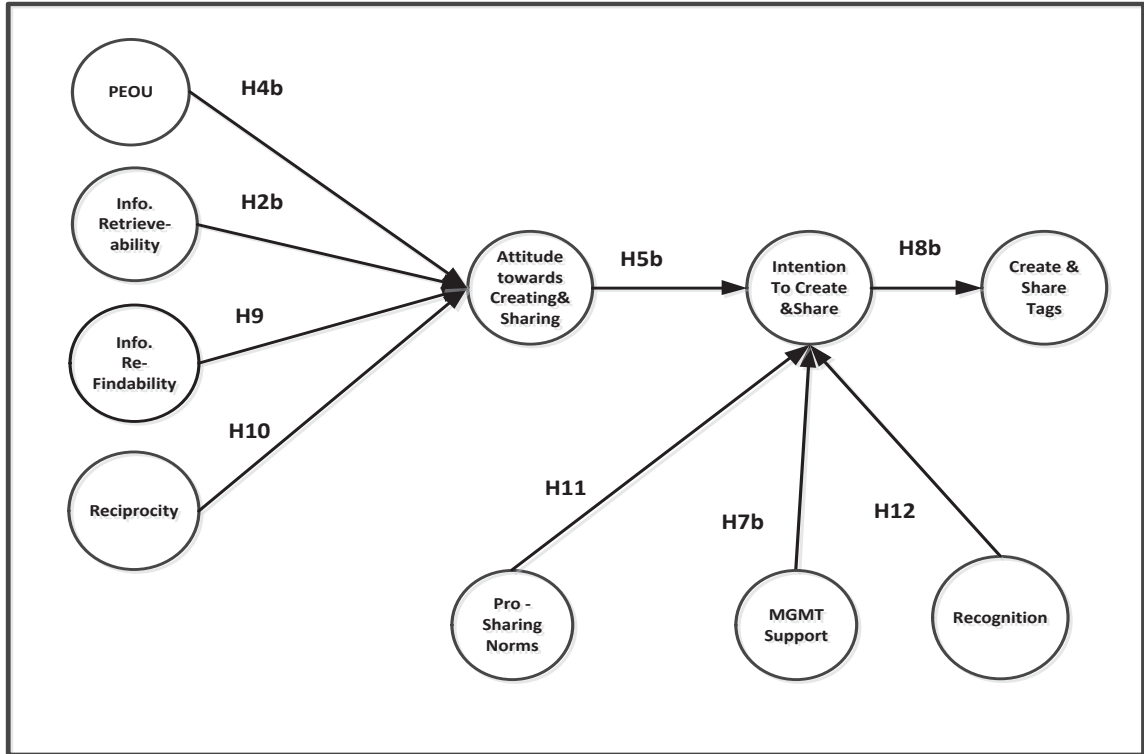 PEOU
H4b
Info.
Retrieve-
ability
H2b
Info.
Re-
Findability
H9
Reciprocity
H10
Attitude
towards
Creating&
Sharing
H5b
Intention
To Create
&Share
H8b
Create &
Share
Tags
H11
H7b
H12
Pro -
Sharing
Norms
MGMT
Support
Recognition